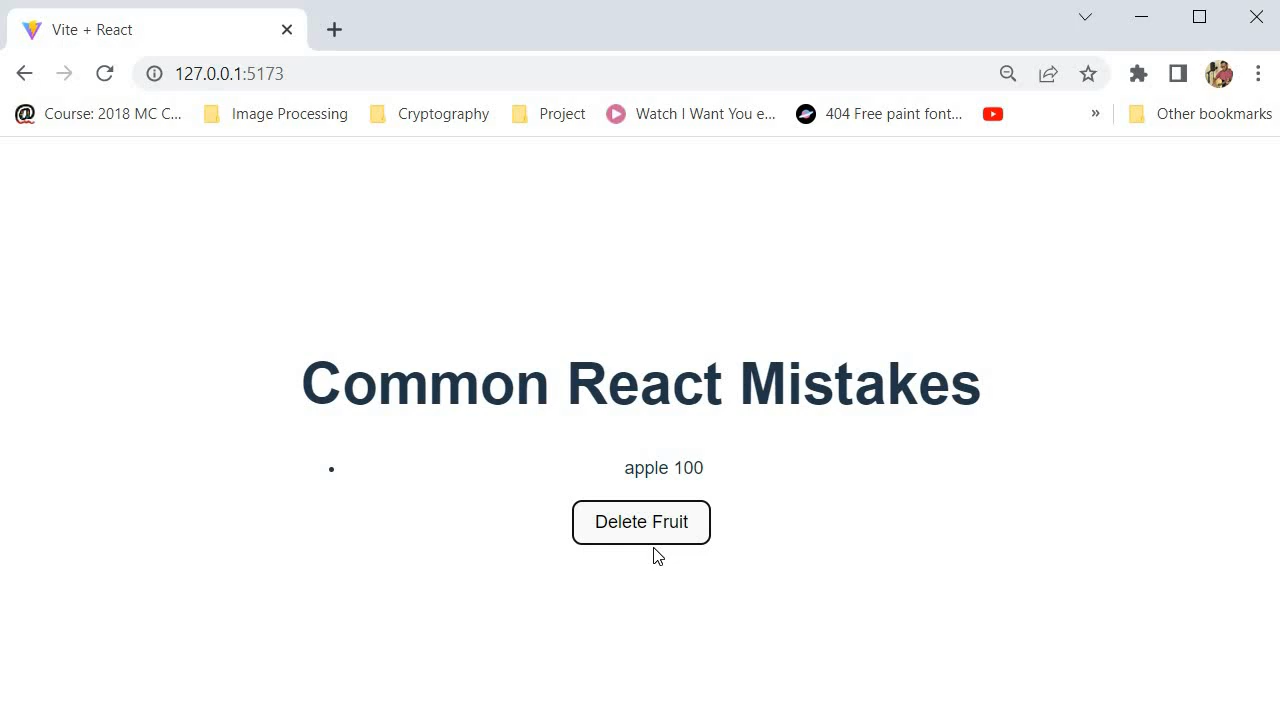 Vite + React
127.0.0.1:5173
Course: 2018 MC C... Image Processing Cryptography Project Watch I Want You e... 404 Free paint font... » Other bookmarks
Common React Mistakes
• apple 100
Delete Fruit